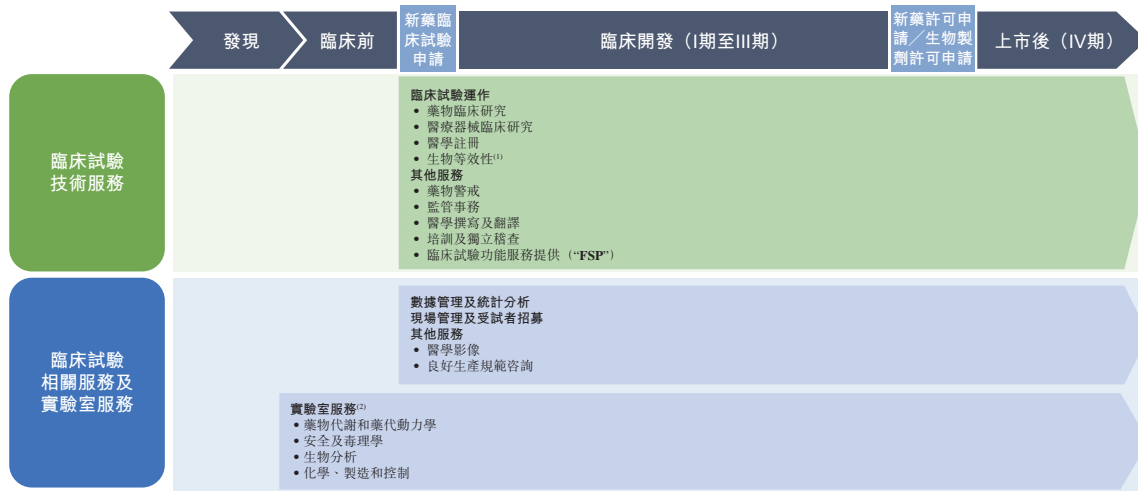 發現
臨床前
新藥臨
床試驗
申請
臨床開發（I期至III期）
新藥許可申
請／生物製
劑許可申請
上市後（IV期）
臨床試驗
技術服務
臨床試驗運作
• 藥物臨床研究
• 醫療器械臨床研究
• 醫學註冊
• 生物等效性(1)
其他服務
• 藥物警戒
• 監管事務
• 醫學撰寫及翻譯
• 培訓及獨立稽查
• 臨床試驗功能服務提供（“FSP”）
臨床試驗
相關服務及
實驗室服務
數據管理及統計分析
現場管理及受試者招募
其他服務
• 醫學影像
• 良好生產規範咨詢
實驗室服務(2)
• 藥物代謝和藥代動力學
• 安全及毒理學
• 生物分析
• 化學、製造和控制